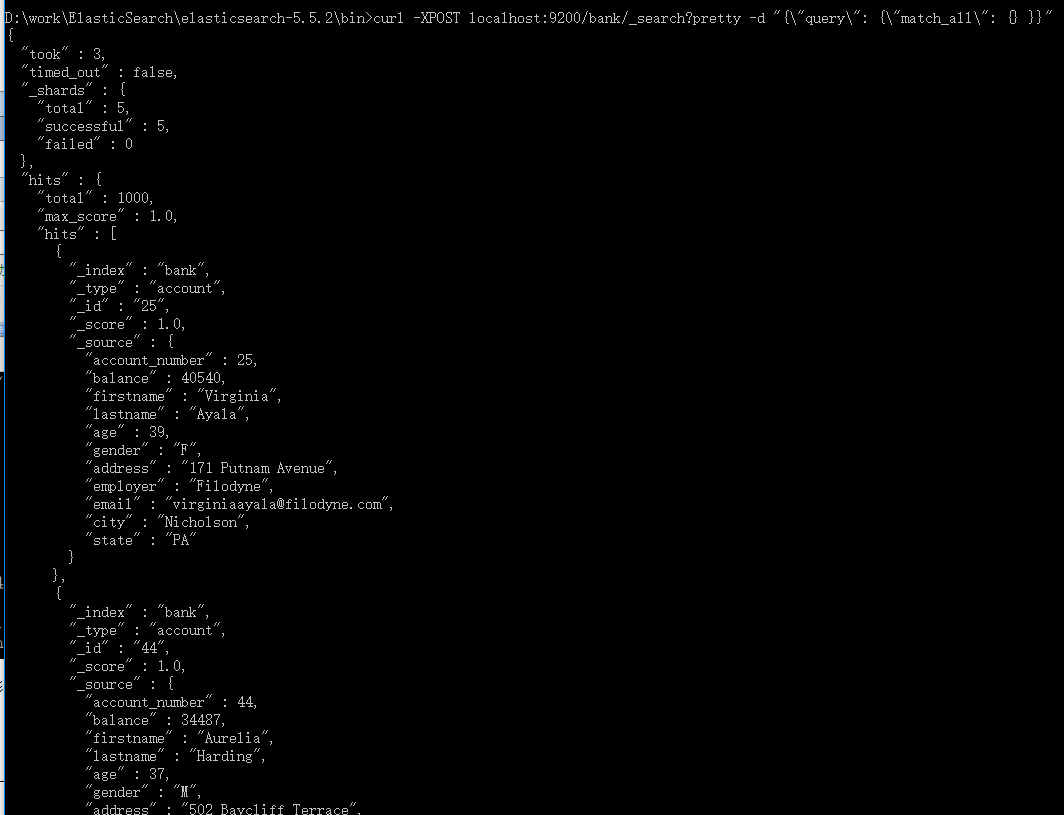 D:\work\ElasticSearch\elasticsearch-5.5.2\bin>curl -XPOST localhost:9200/bank/_search?pretty -d "{\"query\": {\"match_all\": {} }}"
{
  "took" : 3,
  "timed_out" : false,
  "_shards" : {
    "total" : 5,
    "successful" : 5,
    "failed" : 0
  },
  "hits" : {
    "total" : 1000,
    "max_score" : 1.0,
    "hits" : [
      {
        "_index" : "bank",
        "_type" : "account",
        "_id" : "25",
        "_score" : 1.0,
        "_source" : {
          "account_number" : 25,
          "balance" : 40540,
          "firstname" : "Virginia",
          "lastname" : "Ayala",
          "age" : 39,
          "gender" : "F",
          "address" : "171 Putnam Avenue",
          "employer" : "Filodyne",
          "email" : "virginiaayala@filodyne.com",
          "city" : "Nicholson",
          "state" : "PA"
        }
      },
      {
        "_index" : "bank",
        "_type" : "account",
        "_id" : "44",
        "_score" : 1.0,
        "_source" : {
          "account_number" : 44,
          "balance" : 34487,
          "firstname" : "Aurelia",
          "lastname" : "Harding",
          "age" : 37,
          "gender" : "M",
          "address" : "502 Baycliff Terrace",